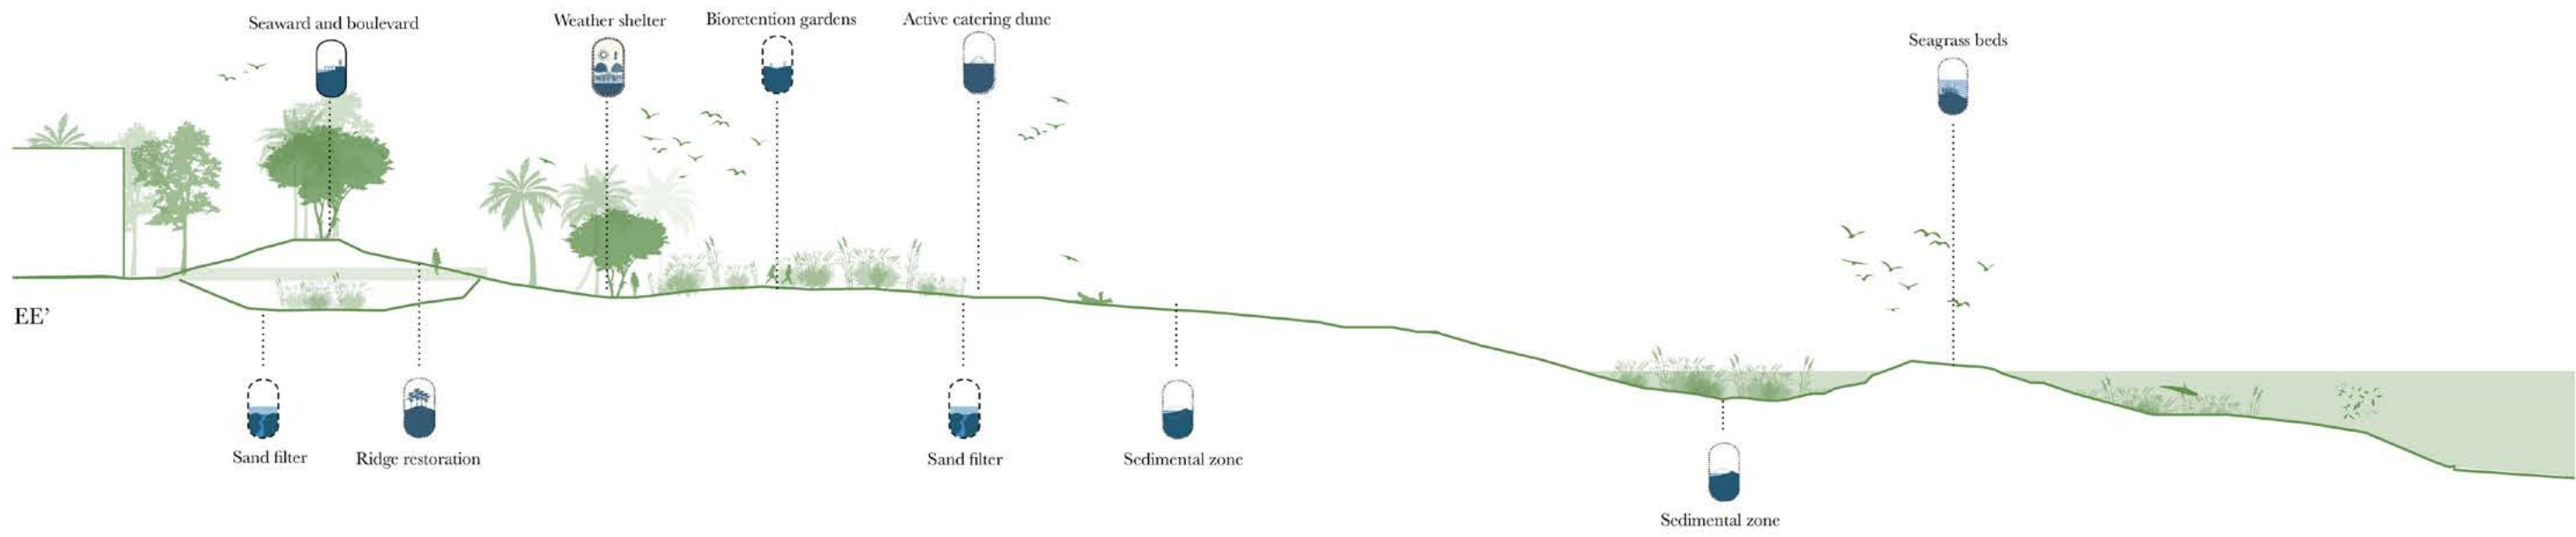 Seaward and boulevard
Weather shelter
Bioretention gardens
Active catering dune
Seagrass beds
EE’
Sand filter
Ridge restoration
Sand filter
Sedimental zone
Sedimental zone